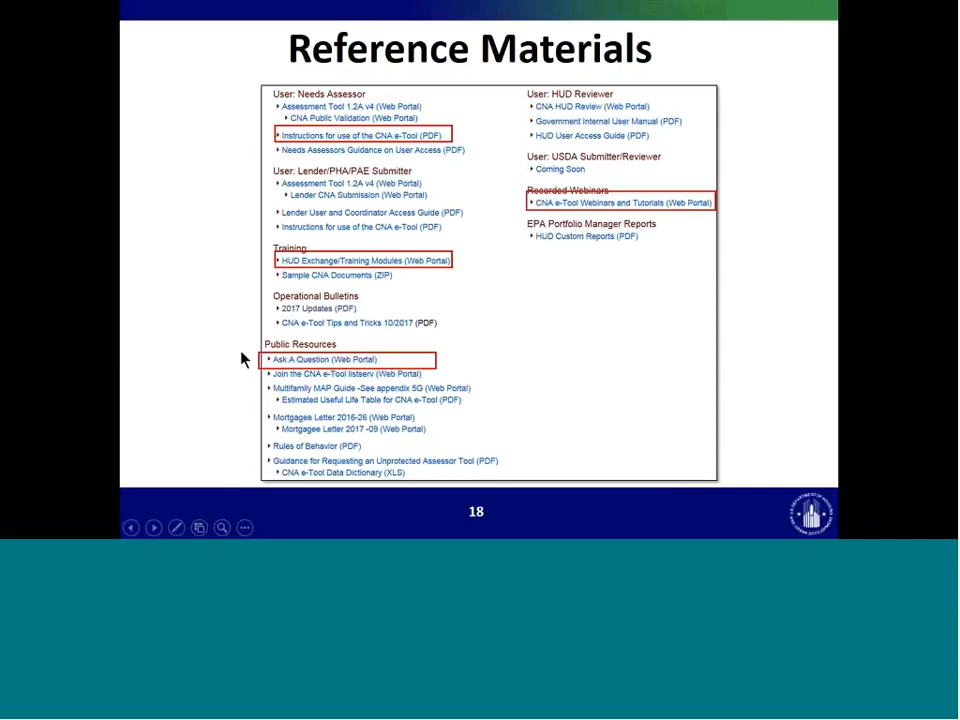 Reference Materials
User: Needs Assessor
Assessment Tool 1.2A v4 (Web Portal)
CNA Public Validation (Web Portal)
Instructions for use of the CNA e-Tool (PDF)
Needs Assessors Guidance on User Access (PDF)
User: Lender/PHA/PAE Submitter
Assessment Tool 1.2A v4 (Web Portal)
Lender CNA Submission (Web Portal)
Lender User and Coordinator Access Guide (PDF)
Instructions for use of the CNA e-Tool (PDF)
Training
HUD Exchange/Training Modules (Web Portal)
Sample CNA Documents (ZIP)
Operational Bulletins
2017 Updates (PDF)
CNA e-Tool Tips and Tricks 10/2017 (PDF)
Public Resources
Ask A Question (Web Portal)
Join the CNA e-Tool listserv (Web Portal)
Multifamily MAP Guide -See appendix 5G (Web Portal)
Estimated Useful Life Table for CNA e-Tool (PDF)
Mortgagee Letter 2016-26 (Web Portal)
Mortgagee Letter 2017 -09 (Web Portal)
Rules of Behavior (PDF)
Guidance for Requesting an Unprotected Assessor Tool (PDF)
CNA e-Tool Data Dictionary (XLS)
User: HUD Reviewer
CNA HUD Review (Web Portal)
Government Internal User Manual (PDF)
HUD User Access Guide (PDF)
User: USDA Submitter/Reviewer
Coming Soon
Recorded Webinars
CNA e-Tool Webinars and Tutorials (Web Portal)
EPA Portfolio Manager Reports
HUD Custom Reports (PDF)
18